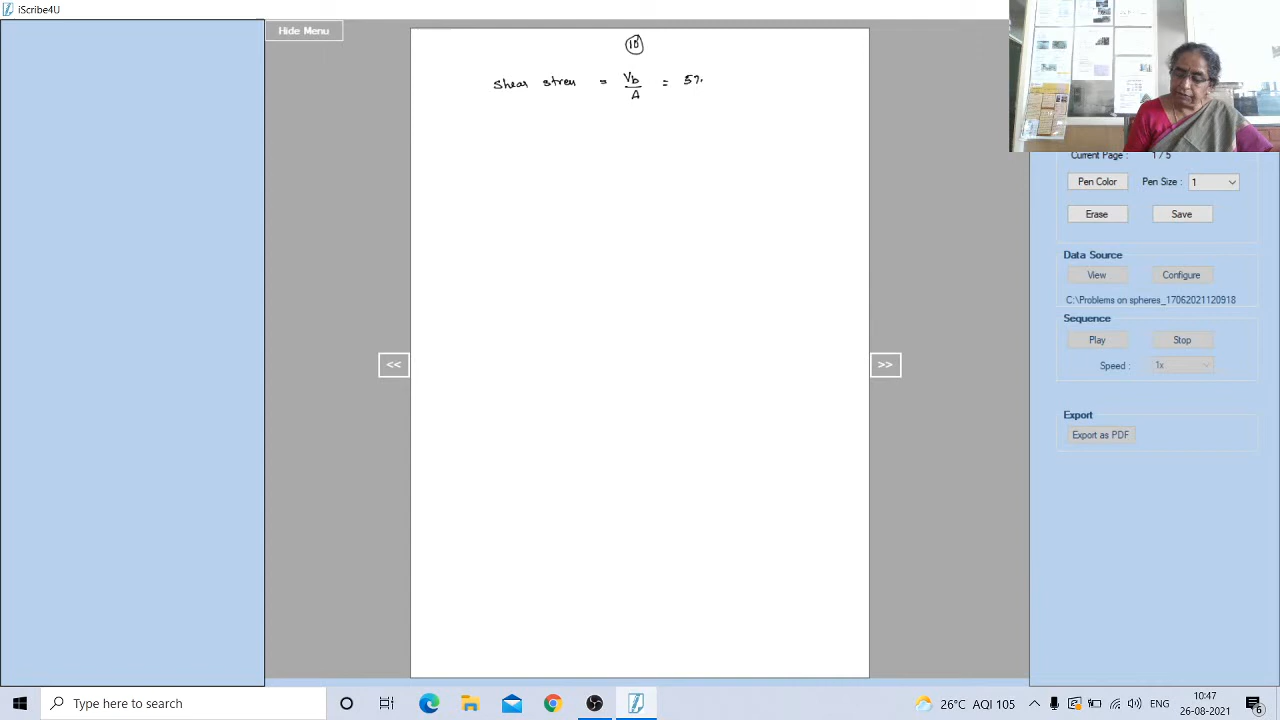 iScribe4U
Hide Menu
18
Shear stress = Vb / A = 57.
Current Page : 1 / 5
Pen Color Pen Size : 1
Erase Save
Data Source
View Configure
C:\Problems on spheres_17062021120918
Sequence
Play Stop
Speed : 1x
Export
Export as PDF
<< >>
Type here to search
26°C AQI 105
10:47
26-08-2021
6